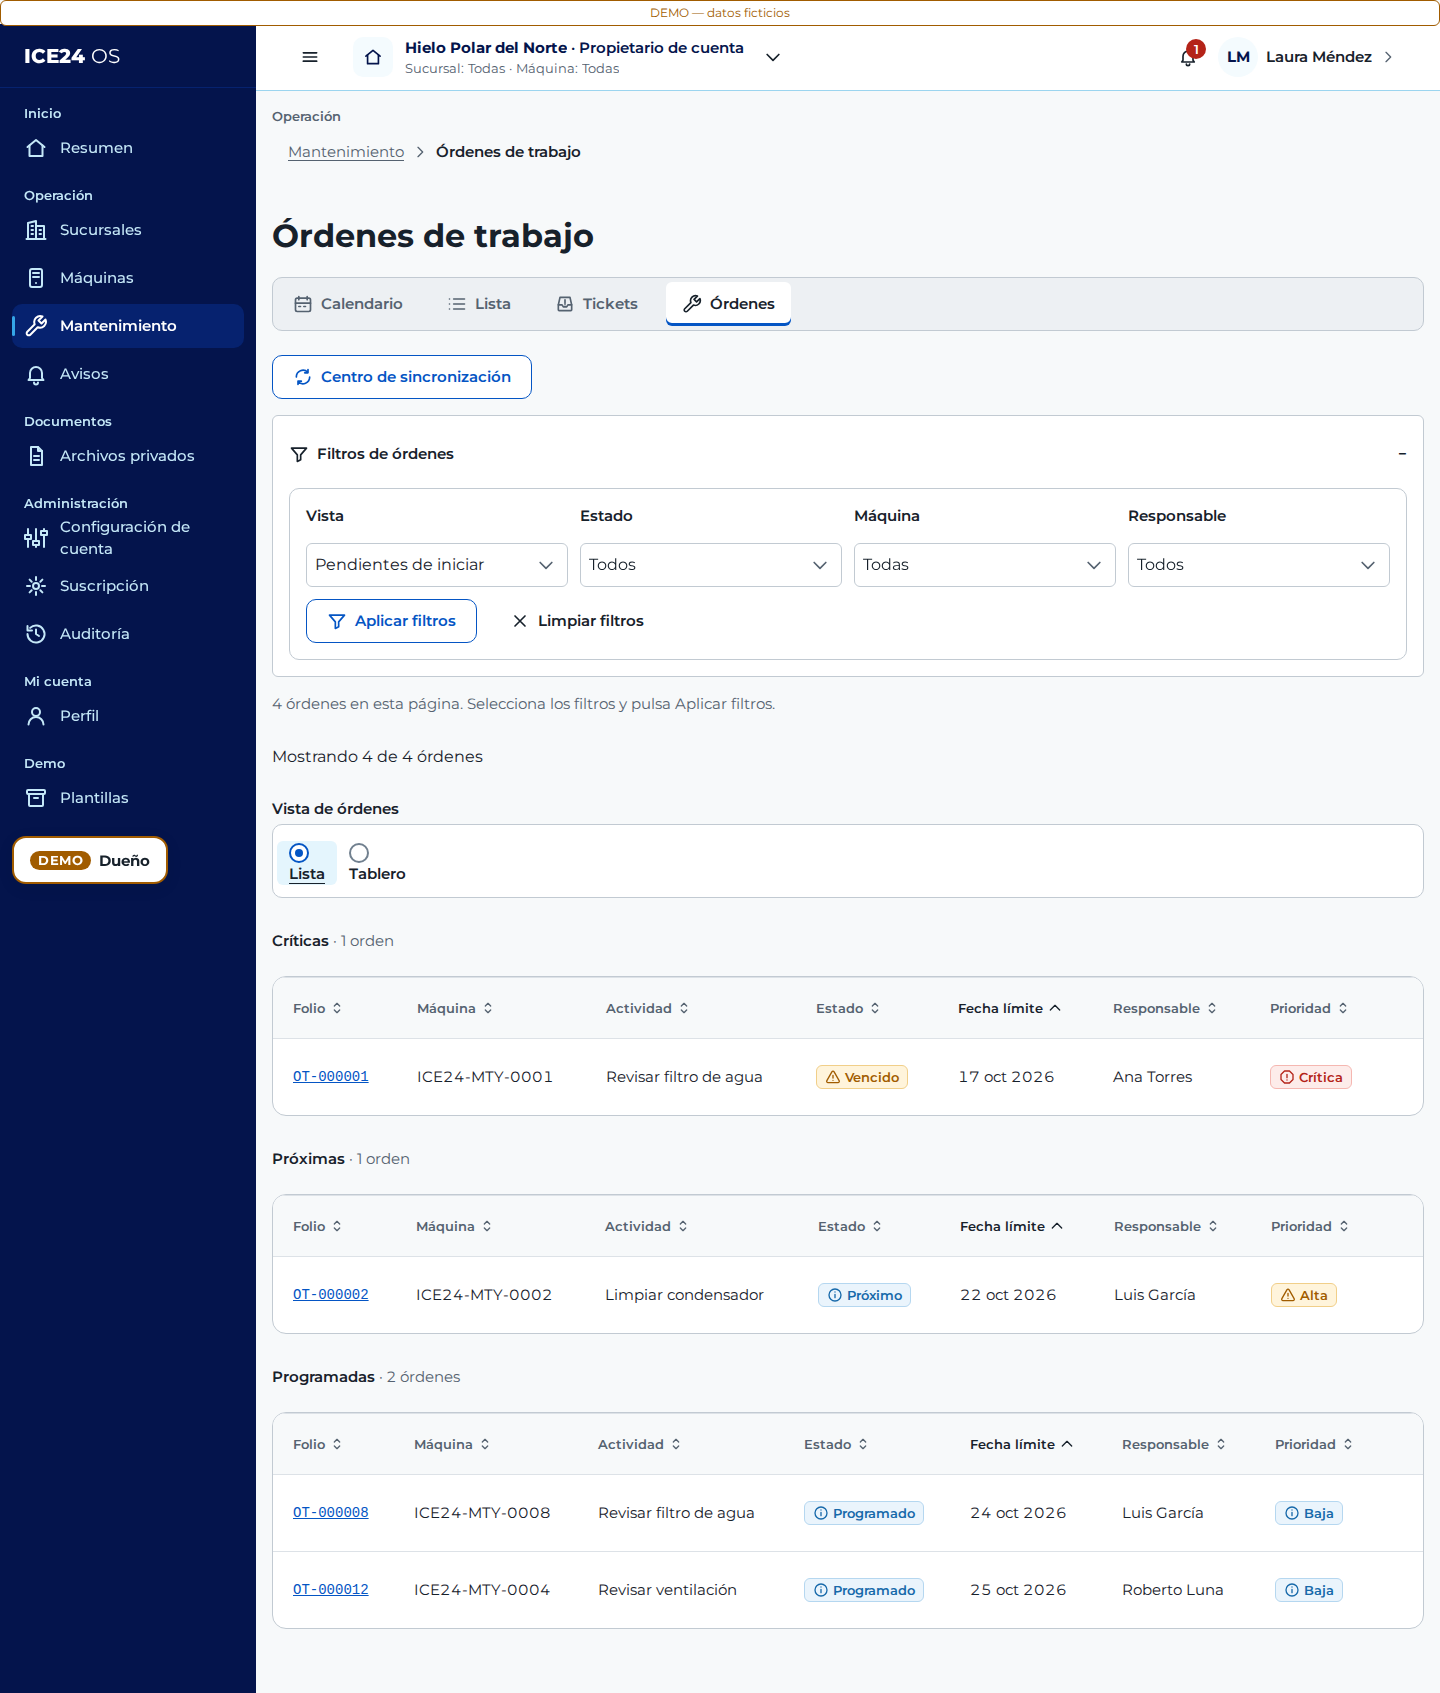 DEMO — datos ficticios
ICE24 OS
Inicio
Resumen
Operación
Sucursales
Máquinas
Mantenimiento
Avisos
Documentos
Archivos privados
Administración
Configuración de
cuenta
Suscripción
Auditoría
Mi cuenta
Perfil
Demo
Plantillas
DEMO Dueño
Hielo Polar del Norte · Propietario de cuenta
Sucursal: Todas · Máquina: Todas
1
LM Laura Méndez
Operación
Mantenimiento > Órdenes de trabajo
Órdenes de trabajo
Calendario Lista Tickets Órdenes
Centro de sincronización
Filtros de órdenes −
Vista Estado Máquina Responsable
Pendientes de iniciar Todos Todas Todos
Aplicar filtros Limpiar filtros
4 órdenes en esta página. Selecciona los filtros y pulsa Aplicar filtros.
Mostrando 4 de 4 órdenes
Vista de órdenes
Lista Tablero
Críticas · 1 orden
Folio Máquina Actividad Estado Fecha límite Responsable Prioridad
OT-000001 ICE24-MTY-0001 Revisar filtro de agua Vencido 17 oct 2026 Ana Torres Crítica
Próximas · 1 orden
Folio Máquina Actividad Estado Fecha límite Responsable Prioridad
OT-000002 ICE24-MTY-0002 Limpiar condensador Próximo 22 oct 2026 Luis García Alta
Programadas · 2 órdenes
Folio Máquina Actividad Estado Fecha límite Responsable Prioridad
OT-000008 ICE24-MTY-0008 Revisar filtro de agua Programado 24 oct 2026 Luis García Baja
OT-000012 ICE24-MTY-0004 Revisar ventilación Programado 25 oct 2026 Roberto Luna Baja